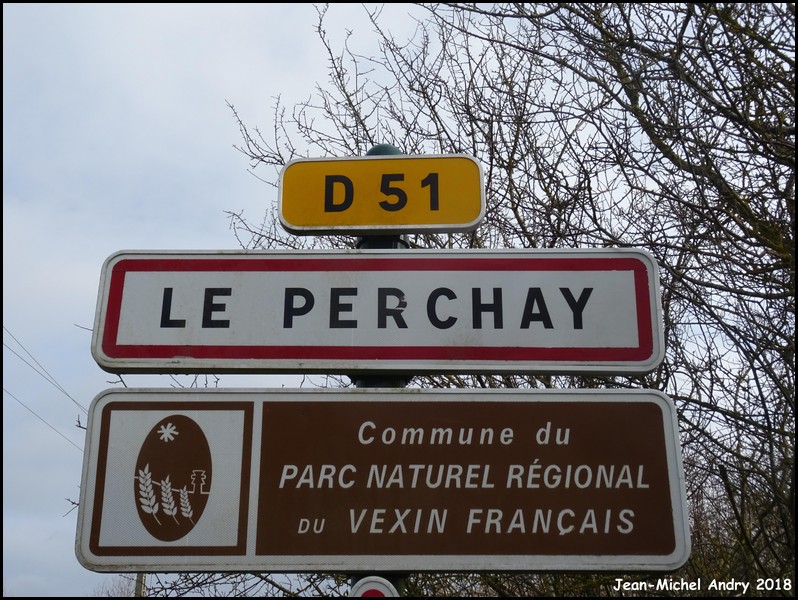 D 51
LE PERCHAY
Commune du
PARC NATUREL RÉGIONAL
DU VEXIN FRANÇAIS
Jean-Michel Andry 2018